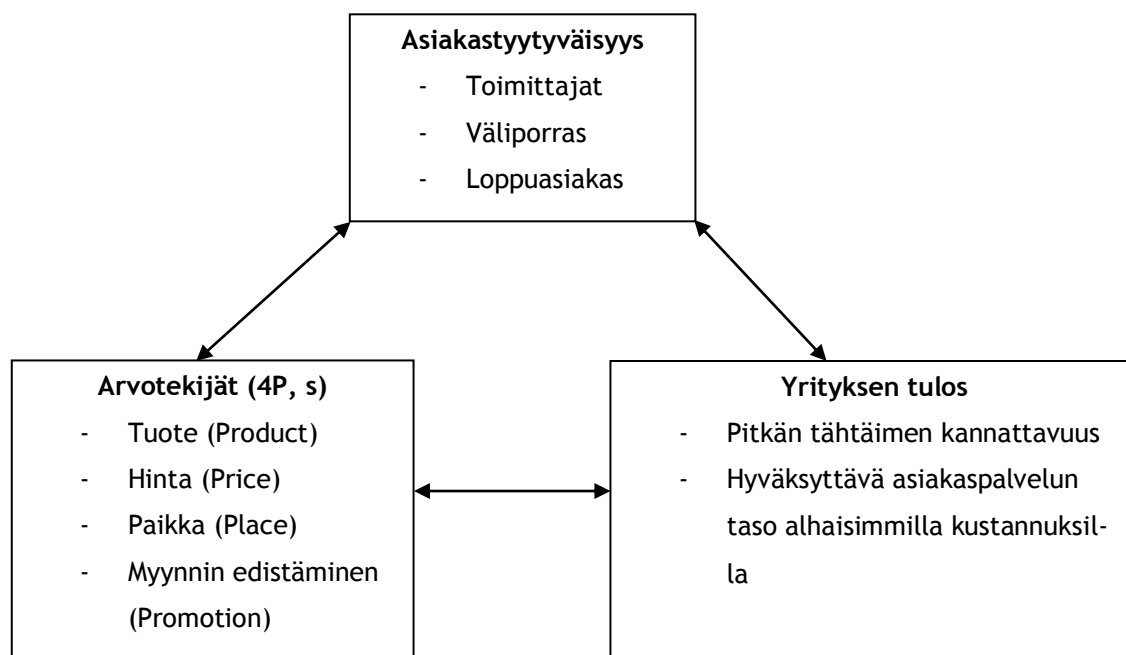 Asiakastyytyväisyys
- Toimittajat
- Väliporras
- Loppuasiakas
Arvotekijät (4P, s)
- Tuote (Product)
- Hinta (Price)
- Paikka (Place)
- Myynnin edistäminen
(Promotion)
Yrityksen tulos
- Pitkän tähtäimen kannattavuus
- Hyväksyttävä asiakaspalvelun
taso alhaisimmilla kustannuksil-
la